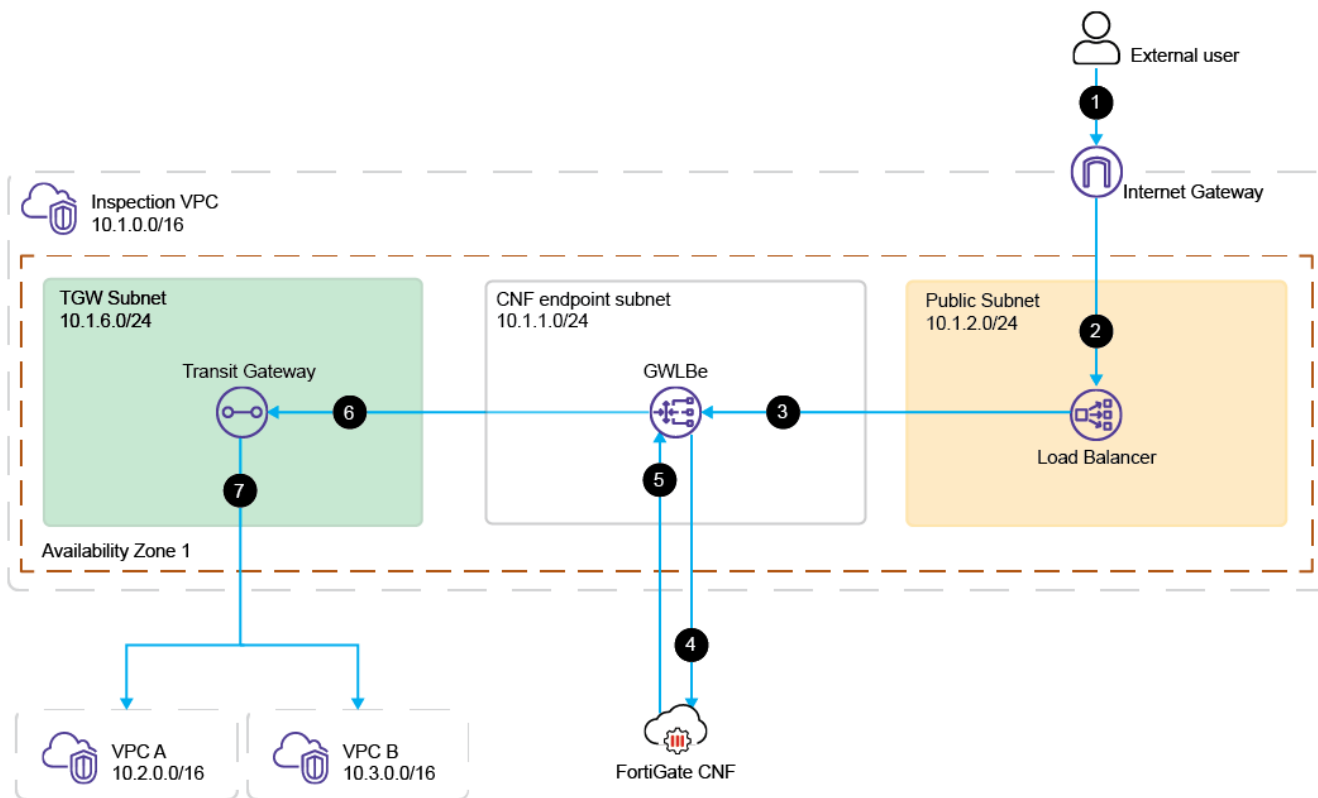 External user
1
Internet Gateway
Inspection VPC
10.1.0.0/16
TGW Subnet
10.1.6.0/24
CNF endpoint subnet
10.1.1.0/24
Public Subnet
10.1.2.0/24
2
Transit Gateway
GWLBe
6
3
Load Balancer
7
5
Availability Zone 1
4
VPC A
10.2.0.0/16
VPC B
10.3.0.0/16
FortiGate CNF